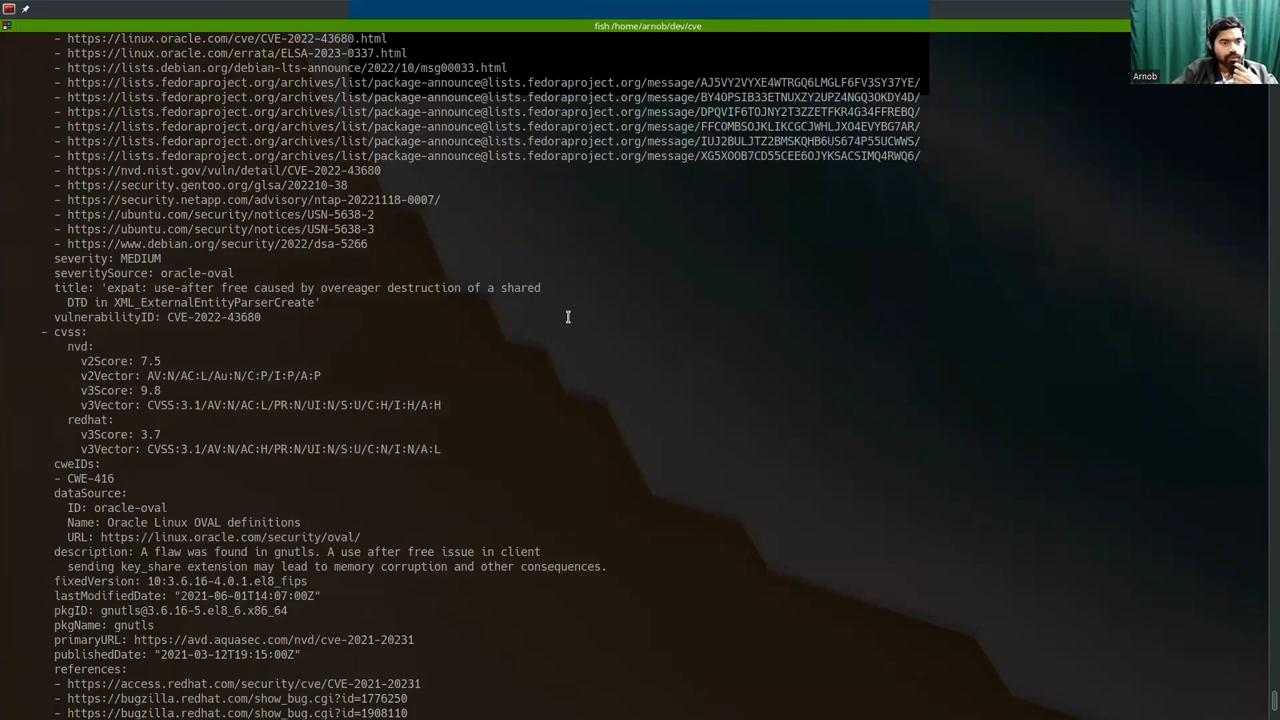 fish /home/arnob/dev/cve
Arnob
- https://linux.oracle.com/cve/CVE-2022-43680.html
- https://linux.oracle.com/errata/ELSA-2023-0337.html
- https://lists.debian.org/debian-lts-announce/2022/10/msg00033.html
- https://lists.fedoraproject.org/archives/list/package-announce@lists.fedoraproject.org/message/AJ5VY2VYXE4WTRGQ6LMGLF6FV3SY37YE/
- https://lists.fedoraproject.org/archives/list/package-announce@lists.fedoraproject.org/message/BY4OPSIB33ETNUXZY2UPZ4NGQ3OKDY4D/
- https://lists.fedoraproject.org/archives/list/package-announce@lists.fedoraproject.org/message/DPQVIF6TOJNY2T3ZZETFKR4G34FFREBQ/
- https://lists.fedoraproject.org/archives/list/package-announce@lists.fedoraproject.org/message/FFCOMBSOJKLIKCGCJWHLJXO4EVYBG7AR/
- https://lists.fedoraproject.org/archives/list/package-announce@lists.fedoraproject.org/message/IUJ2BULJTZ2BMSKQHB6US674P55UCWWS/
- https://lists.fedoraproject.org/archives/list/package-announce@lists.fedoraproject.org/message/XG5XOOB7CD55CEE6OJYKSACSIMQ4RWQ6/
- https://nvd.nist.gov/vuln/detail/CVE-2022-43680
- https://security.gentoo.org/glsa/202210-38
- https://security.netapp.com/advisory/ntap-20221118-0007/
- https://ubuntu.com/security/notices/USN-5638-2
- https://ubuntu.com/security/notices/USN-5638-3
- https://www.debian.org/security/2022/dsa-5266
severity: MEDIUM
severitySource: oracle-oval
title: 'expat: use-after free caused by overeager destruction of a shared
DTD in XML_ExternalEntityParserCreate'
vulnerabilityID: CVE-2022-43680
- cvss:
nvd:
v2Score: 7.5
v2Vector: AV:N/AC:L/Au:N/C:P/I:P/A:P
v3Score: 9.8
v3Vector: CVSS:3.1/AV:N/AC:L/PR:N/UI:N/S:U/C:H/I:H/A:H
redhat:
v3Score: 3.7
v3Vector: CVSS:3.1/AV:N/AC:H/PR:N/UI:N/S:U/C:N/I:N/A:L
cweIDs:
- CWE-416
dataSource:
ID: oracle-oval
Name: Oracle Linux OVAL definitions
URL: https://linux.oracle.com/security/oval/
description: A flaw was found in gnutls. A use after free issue in client
sending key_share extension may lead to memory corruption and other consequences.
fixedVersion: 10:3.6.16-4.0.1.el8_fips
lastModifiedDate: "2021-06-01T14:07:00Z"
pkgID: gnutls@3.6.16-5.el8_6.x86_64
pkgName: gnutls
primaryURL: https://avd.aquasec.com/nvd/cve-2021-20231
publishedDate: "2021-03-12T19:15:00Z"
references:
- https://access.redhat.com/security/cve/CVE-2021-20231
- https://bugzilla.redhat.com/show_bug.cgi?id=1776250
- https://bugzilla.redhat.com/show_bug.cgi?id=1908110